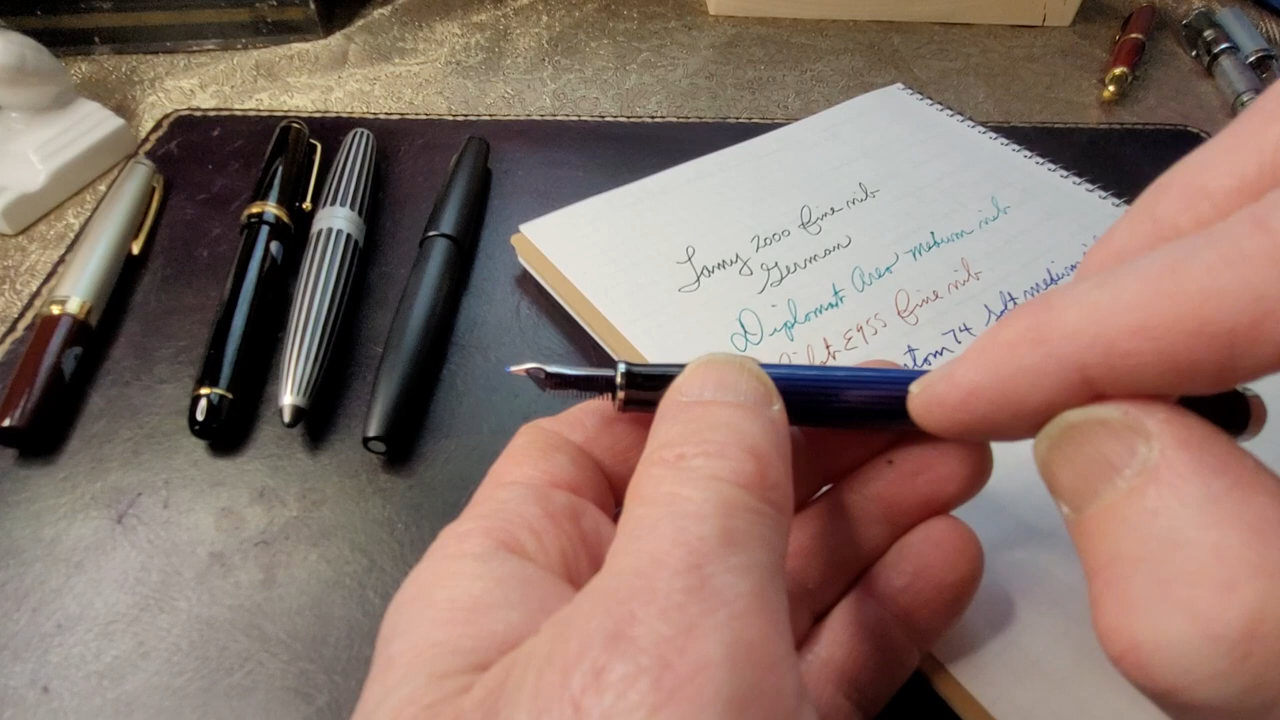 Lamy 2000 fine nib
German
Diplomat Aero medium nib
E95S fine nib
74 Soft medium